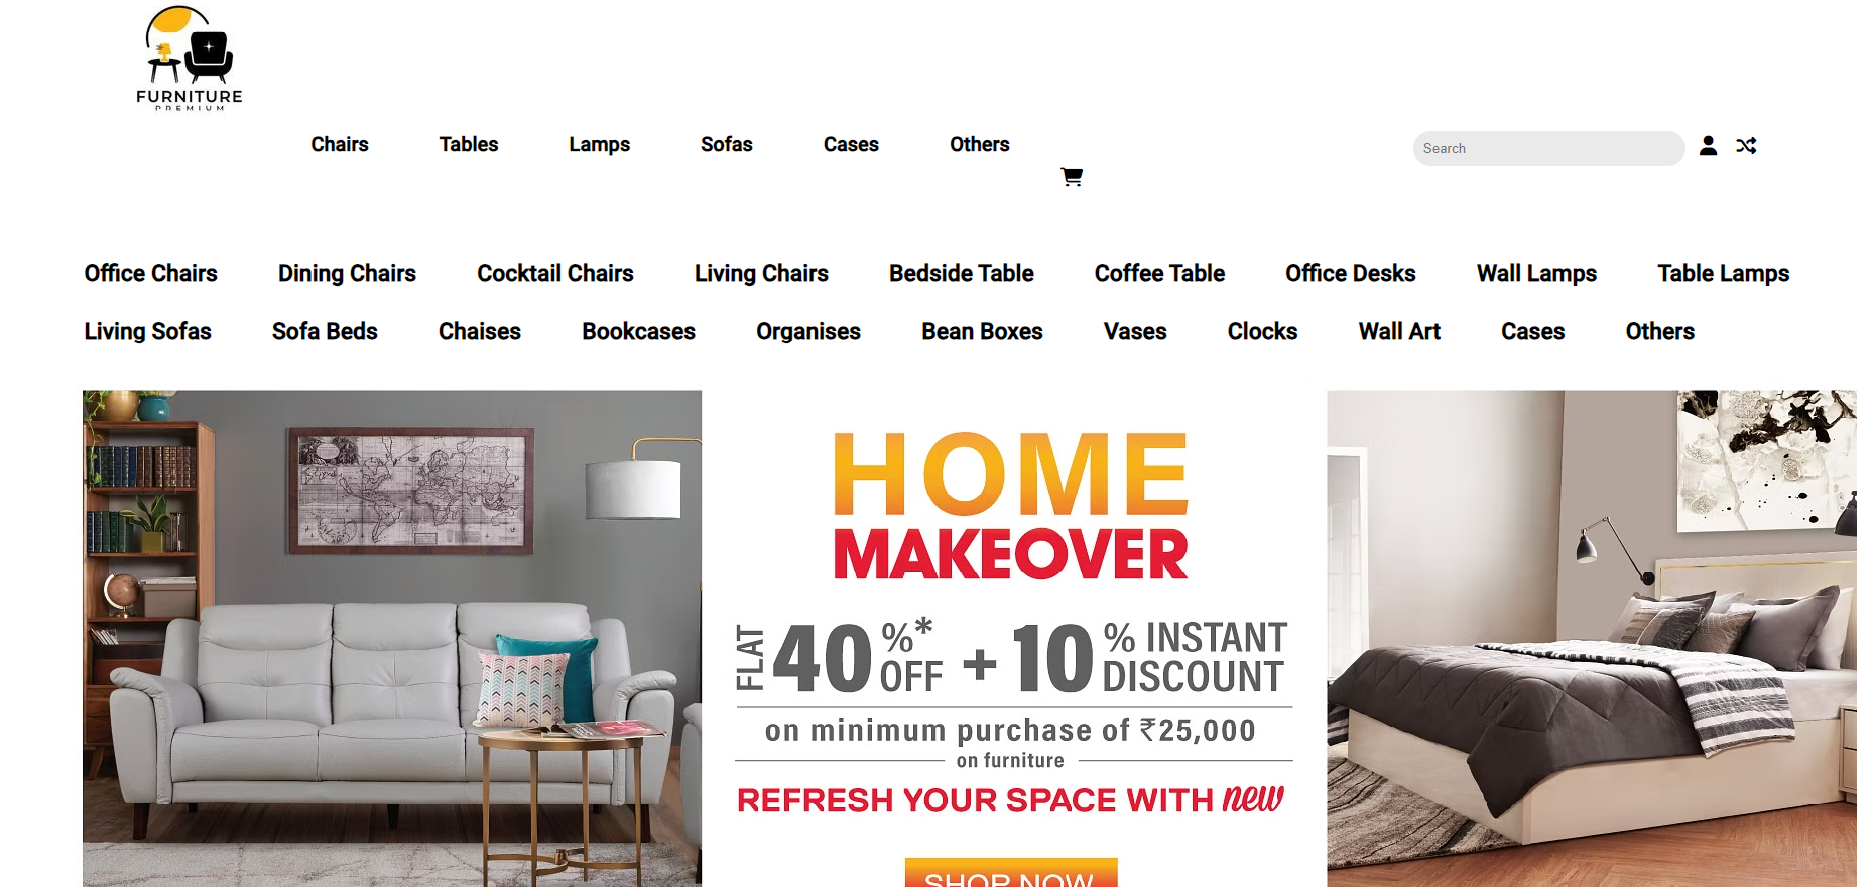 FURNITURE
PREMIUM
Chairs Tables Lamps Sofas Cases Others
Search
Office Chairs Dining Chairs Cocktail Chairs Living Chairs Bedside Table Coffee Table Office Desks Wall Lamps Table Lamps
Living Sofas Sofa Beds Chaises Bookcases Organises Bean Boxes Vases Clocks Wall Art Cases Others
HOME
MAKEOVER
FLAT 40%* OFF + 10% INSTANT DISCOUNT
on minimum purchase of ₹25,000
on furniture
REFRESH YOUR SPACE WITH new
SHOP NOW